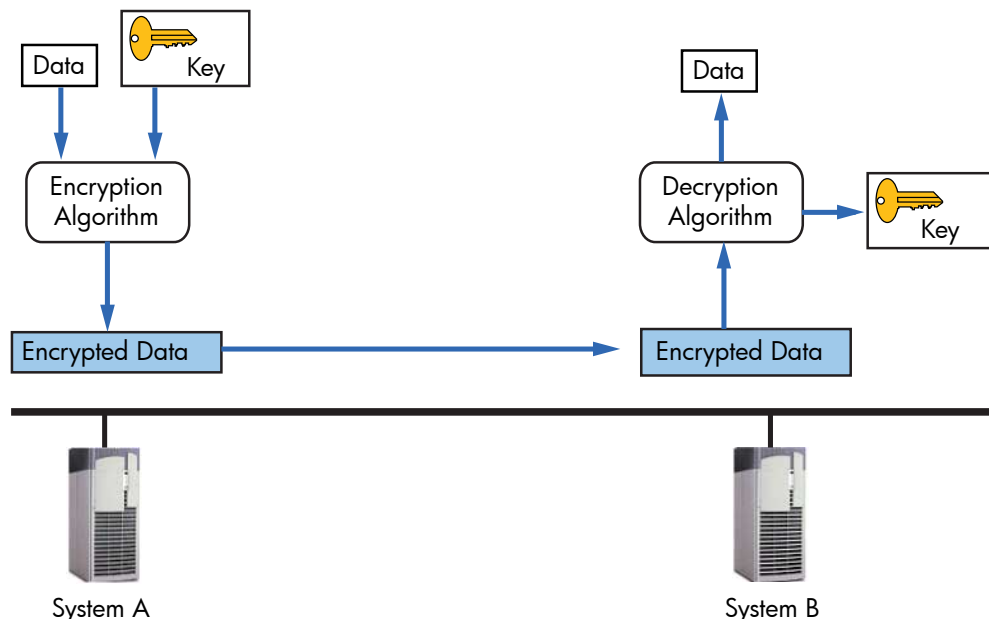 Data
Key
Encryption
Algorithm
Encrypted Data
Data
Decryption
Algorithm
Key
Encrypted Data
System A
System B